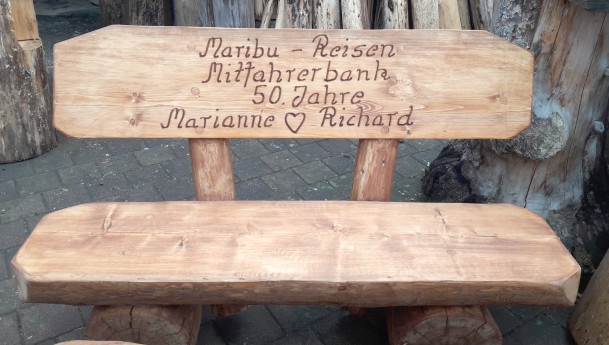 Maribu - Reisen
Mitfahrerbank
50. Jahre
Marianne ♡ Richard